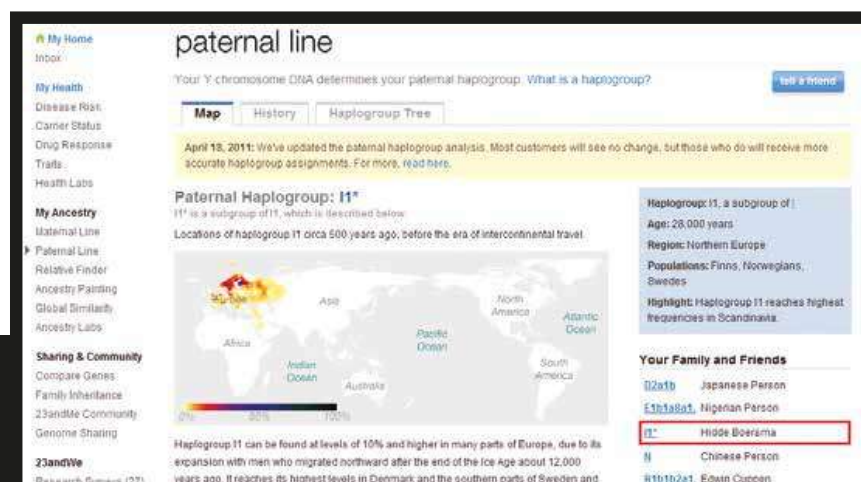 My Home
Inbox
My Health
Disease Risk
Carrier Status
Drug Response
Traits
Health Labs
My Ancestry
Maternal Line
Paternal Line
Relative Finder
Ancestry Painting
Global Similarity
Ancestry Labs
Sharing & Community
Compare Genes
Family Inheritance
23andMe Community
Genome Sharing
23andWe
Research Surveys (27)
paternal line
Your Y chromosome DNA determines your paternal haplogroup. What is a haplogroup?
tell a friend
Map
History
Haplogroup Tree
April 18, 2011: We've updated the paternal haplogroup analysis. Most customers will see no change, but those who do will receive more
accurate haplogroup assignments. For more, read here.
Paternal Haplogroup: I1*
I1* is a subgroup of I1, which is described below
Locations of haplogroup I1 circa 500 years ago, before the era of intercontinental travel.
Europe
Asia
North
America
Atlantic
Ocean
Africa
Pacific
Ocean
Indian
Ocean
South
America
Australia
0%
50%
100%
Haplogroup I1 can be found at levels of 10% and higher in many parts of Europe, due to its
expansion with men who migrated northward after the end of the Ice Age about 12,000
years ago. It reaches its highest levels in Denmark and the southern parts of Sweden and
Haplogroup: I1, a subgroup of I
Age: 28,000 years
Region: Northern Europe
Populations: Finns, Norwegians,
Swedes
Highlight: Haplogroup I1 reaches highest
frequencies in Scandinavia.
Your Family and Friends
D2a1b Japanese Person
E1b1a8a1 Nigerian Person
I1* Hidde Boersma
N Chinese Person
R1b1b2a1 Edwin Cuppen